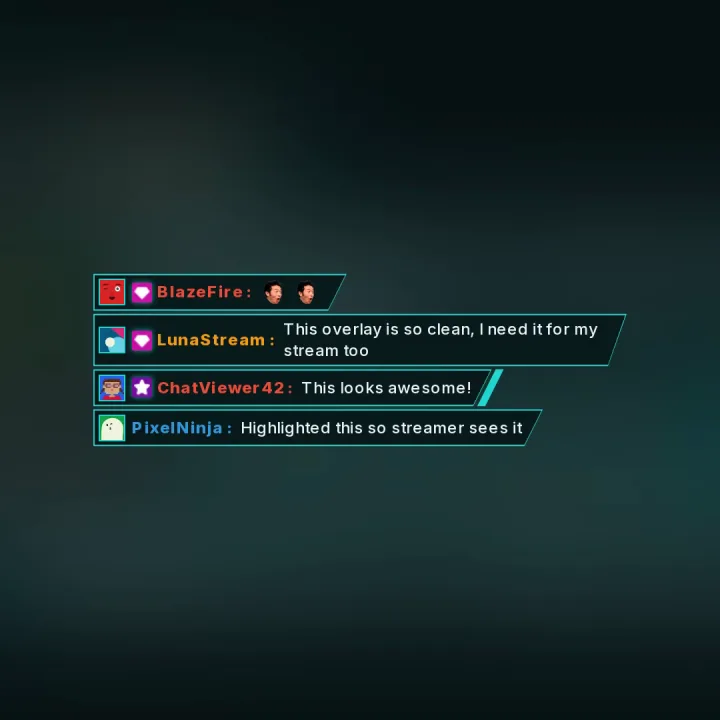 BlazeFire:
LunaStream: This overlay is so clean, I need it for my
stream too
ChatViewer42: This looks awesome!
PixelNinja: Highlighted this so streamer sees it